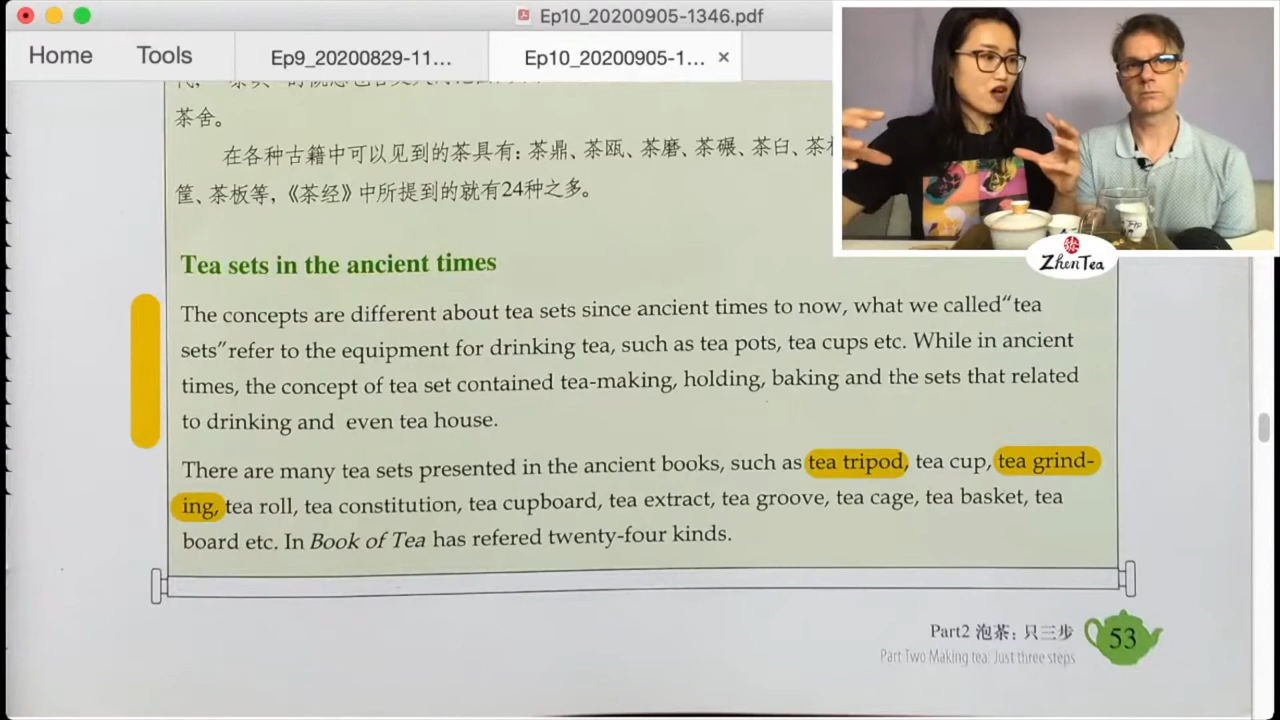 Ep10_20200905-1346.pdf
Home
Tools
Ep9_20200829-11...
Ep10_20200905-1...
茶舍。
在各种古籍中可以见到的茶具有：茶鼎、茶瓯、茶磨、茶碾、茶臼、
筐、茶板等，《茶经》中所提到的就有24种之多。
Zhen Tea
Tea sets in the ancient times
The concepts are different about tea sets since ancient times to now, what we called“tea
sets”refer to the equipment for drinking tea, such as tea pots, tea cups etc. While in ancient
times, the concept of tea set contained tea-making, holding, baking and the sets that related
to drinking and even tea house.
There are many tea sets presented in the ancient books, such as tea tripod, tea cup, tea grind-
ing, tea roll, tea constitution, tea cupboard, tea extract, tea groove, tea cage, tea basket, tea
board etc. In Book of Tea has refered twenty-four kinds.
Part2 泡茶：只三步
Part Two Making tea: Just three steps
53